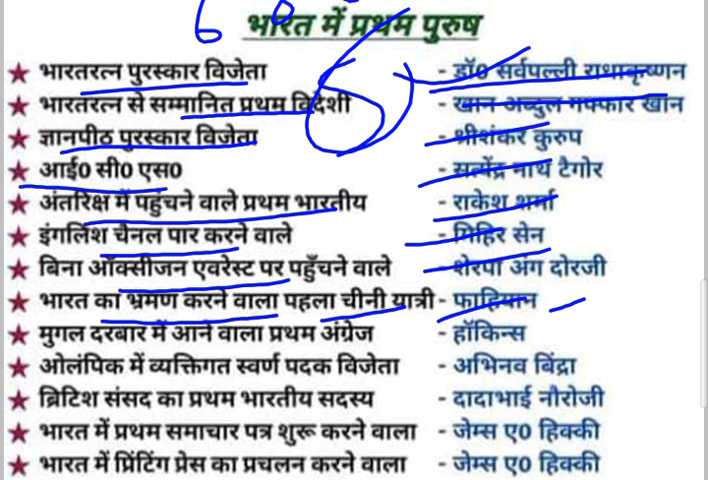 भारत में प्रथम पुरुष
★ भारतरत्न पुरस्कार विजेता - डॉ0 सर्वपल्ली राधाकृष्णन
★ भारतरत्न से सम्मानित प्रथम विदेशी - खान अब्दुल गफ्फार खान
★ ज्ञानपीठ पुरस्कार विजेता - श्रीशंकर कुरुप
★ आई0 सी0 एस0 - सत्येंद्र नाथ टैगोर
★ अंतरिक्ष में पहुंचने वाले प्रथम भारतीय - राकेश शर्मा
★ इंगलिश चैनल पार करने वाले - मिहिर सेन
★ बिना ऑक्सीजन एवरेस्ट पर पहुँचने वाले - शेरपा अंग दोरजी
★ भारत का भ्रमण करने वाला पहला चीनी यात्री - फाहियान
★ मुगल दरबार में आने वाला प्रथम अंग्रेज - हॉकिन्स
★ ओलंपिक में व्यक्तिगत स्वर्ण पदक विजेता - अभिनव बिंद्रा
★ ब्रिटिश संसद का प्रथम भारतीय सदस्य - दादाभाई नौरोजी
★ भारत में प्रथम समाचार पत्र शुरू करने वाला - जेम्स ए0 हिक्की
★ भारत में प्रिंटिंग प्रेस का प्रचलन करने वाला - जेम्स ए0 हिक्की